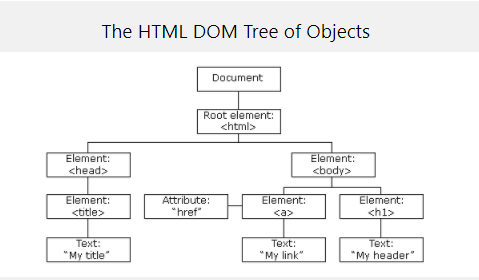 The HTML DOM Tree of Objects
Document
Root element:
<html>
Element:
<head>
Element:
<body>
Element:
<title>
Attribute:
"href"
Element:
<a>
Element:
<h1>
Text:
"My title"
Text:
"My link"
Text:
"My header"